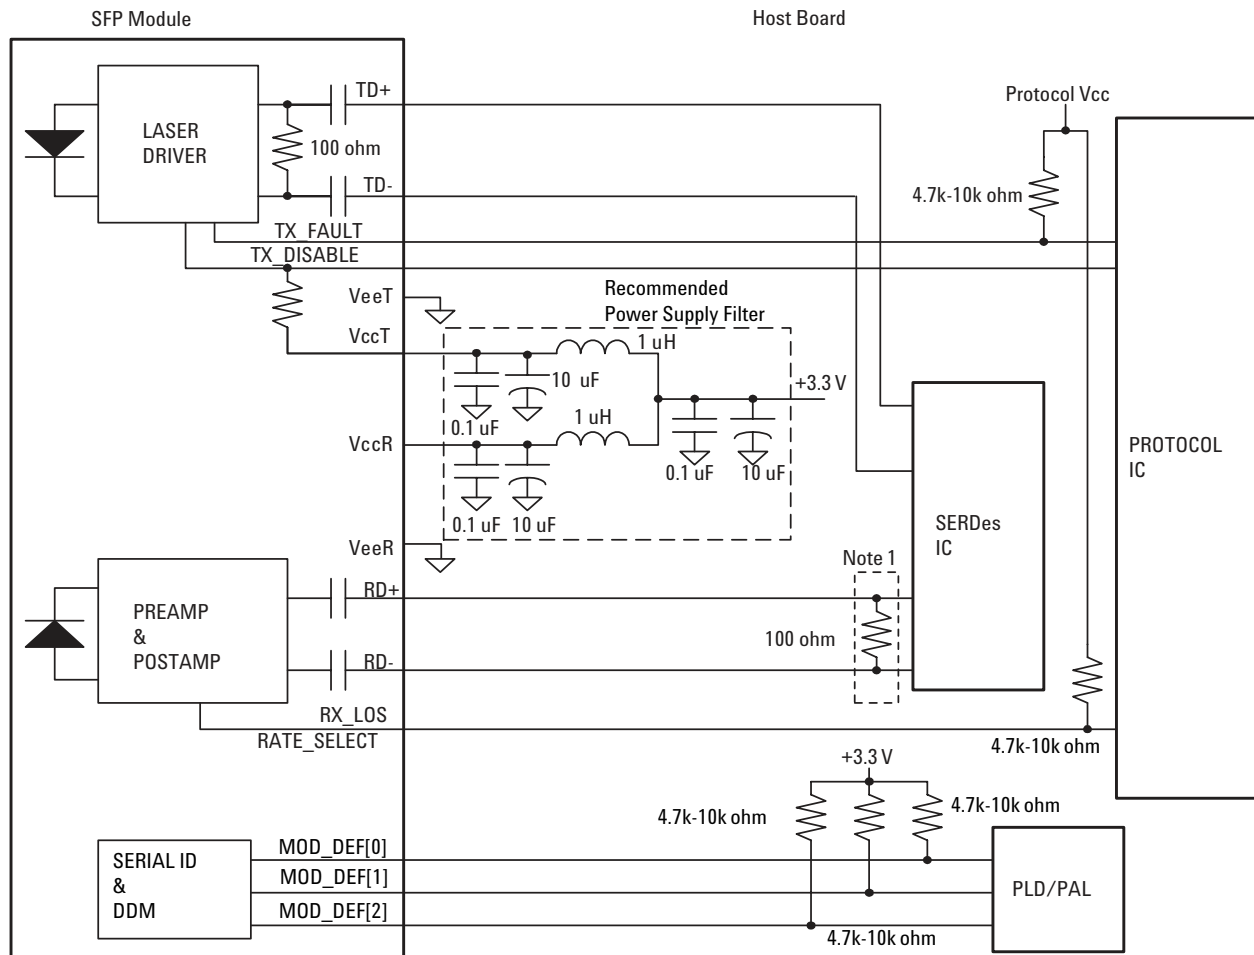 SFP Module
Host Board
TD+
LASER
DRIVER
100 ohm
TD-
TX_FAULT
TX_DISABLE
VeeT
VccT
Recommended
Power Supply Filter
1 uH
10 uF
0.1 uF
+3.3 V
1 uH
VccR
0.1 uF
10 uF
0.1 uF
10 uF
VeeR
Protocol Vcc
4.7k-10k ohm
PROTOCOL
IC
SERDes
IC
Note 1
PREAMP
&
POSTAMP
RD+
100 ohm
RD-
RX_LOS
RATE_SELECT
4.7k-10k ohm
+3.3 V
4.7k-10k ohm
4.7k-10k ohm
SERIAL ID
&
DDM
MOD_DEF[0]
MOD_DEF[1]
MOD_DEF[2]
4.7k-10k ohm
PLD/PAL